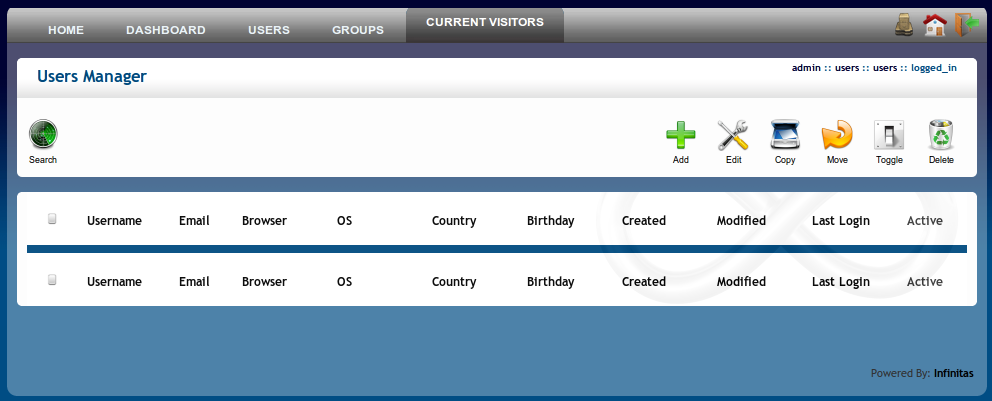 HOME DASHBOARD USERS GROUPS CURRENT VISITORS
Users Manager
admin :: users :: users :: logged_in
Search Add Edit Copy Move Toggle Delete
Username Email Browser OS Country Birthday Created Modified Last Login Active
Username Email Browser OS Country Birthday Created Modified Last Login Active
Powered By: Infinitas